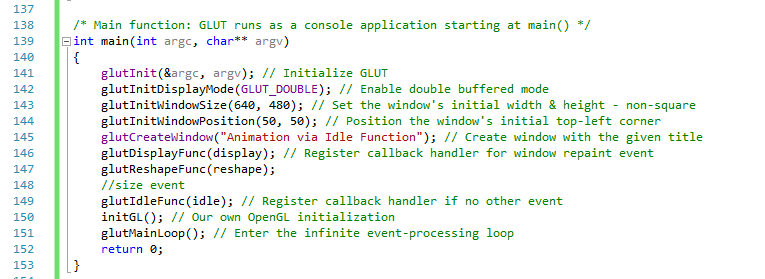 137
138 /* Main function: GLUT runs as a console application starting at main() */
139 int main(int argc, char** argv)
140 {
141 glutInit(&argc, argv); // Initialize GLUT
142 glutInitDisplayMode(GLUT_DOUBLE); // Enable double buffered mode
143 glutInitWindowSize(640, 480); // Set the window's initial width & height - non-square
144 glutInitWindowPosition(50, 50); // Position the window's initial top-left corner
145 glutCreateWindow("Animation via Idle Function"); // Create window with the given title
146 glutDisplayFunc(display); // Register callback handler for window repaint event
147 glutReshapeFunc(reshape);
148 //size event
149 glutIdleFunc(idle); // Register callback handler if no other event
150 initGL(); // Our own OpenGL initialization
151 glutMainLoop(); // Enter the infinite event-processing loop
152 return 0;
153 }